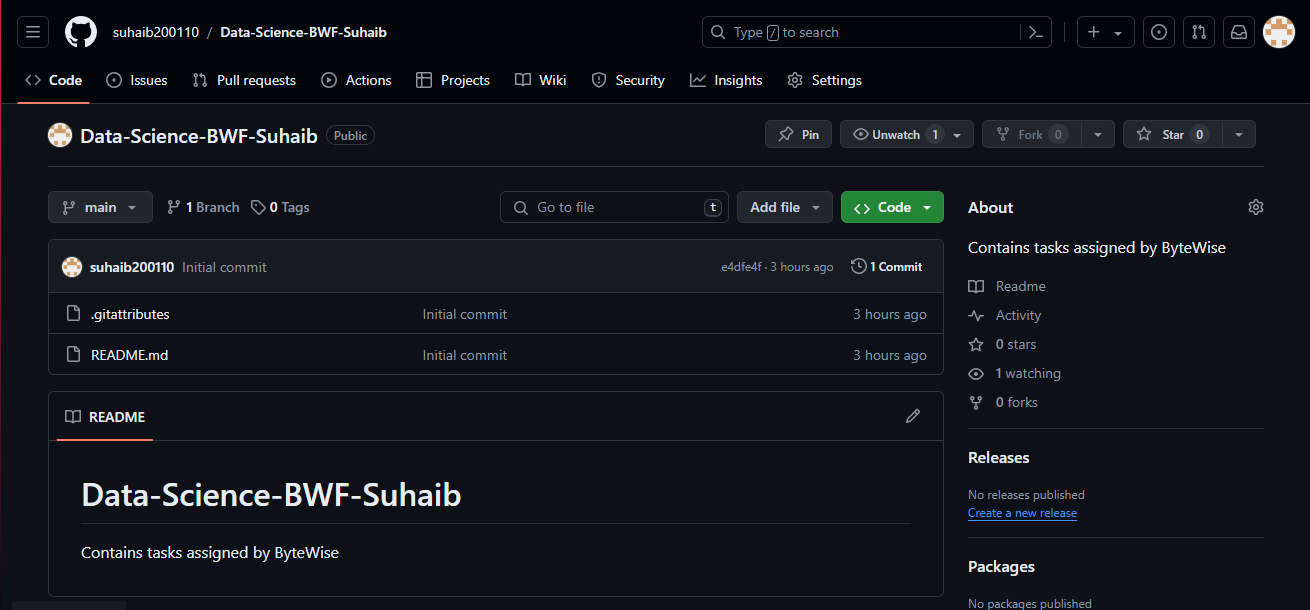 suhaib200110 / Data-Science-BWF-Suhaib Type / to search
Code Issues Pull requests Actions Projects Wiki Security Insights Settings
Data-Science-BWF-Suhaib Public Pin Unwatch 1 Fork 0 Star 0
main 1 Branch 0 Tags Go to file t Add file Code
suhaib200110 Initial commit e4dfe4f · 3 hours ago 1 Commit
.gitattributes Initial commit 3 hours ago
README.md Initial commit 3 hours ago
README
Data-Science-BWF-Suhaib
Contains tasks assigned by ByteWise
About
Contains tasks assigned by ByteWise
Readme
Activity
0 stars
1 watching
0 forks
Releases
No releases published
Create a new release
Packages
No packages published